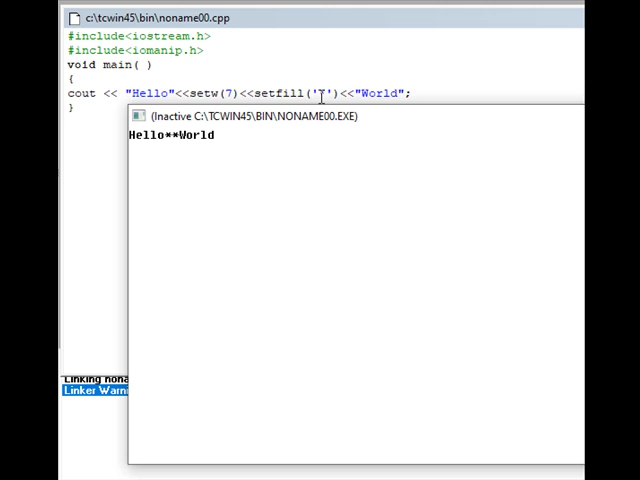 c:\tcwin45\bin\noname00.cpp
#include<iostream.h>
#include<iomanip.h>
void main( )
{
cout << "Hello"<<setw(7)<<setfill(' ')<<"World";
}
(Inactive C:\TCWIN45\BIN\NONAME00.EXE)
Hello**World
Linking
Linker